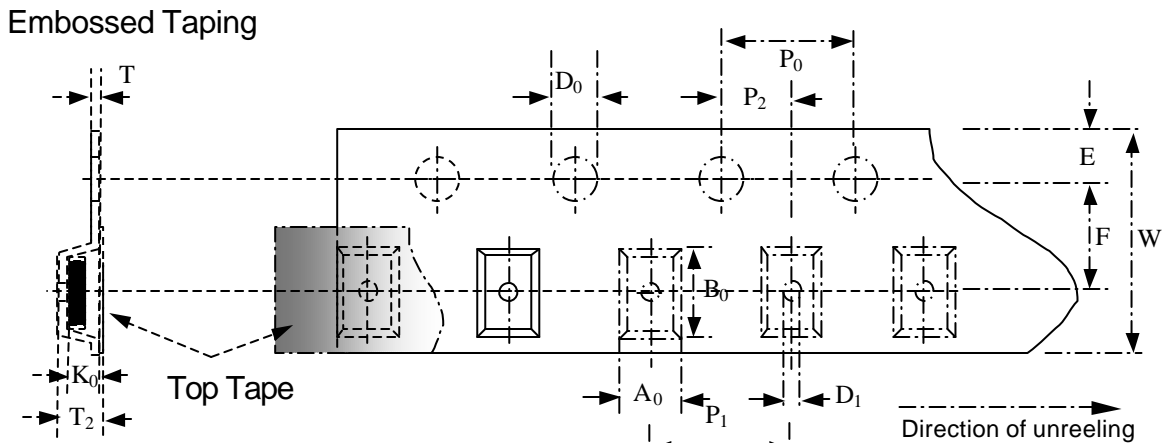 Embossed Taping
T
D₀
P₀
P₂
E
F
W
B₀
K₀
Top Tape
A₀
P₁
D₁
T₂
Direction of unreeling